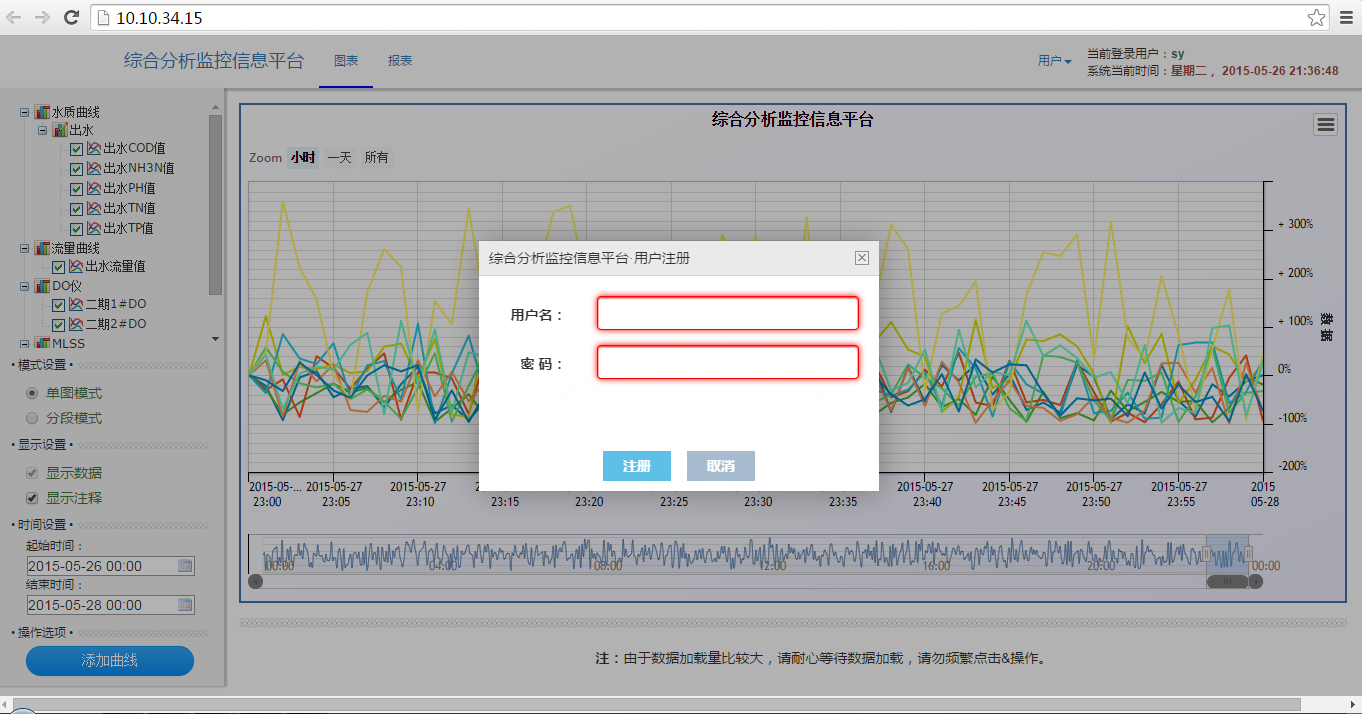 10.10.34.15
综合分析监控信息平台 图表 报表 用户 当前登录用户：sy
系统当前时间：星期二， 2015-05-26 21:36:48
水质曲线
出水
出水COD值
出水NH3N值
出水PH值
出水TN值
出水TP值
流量曲线
出水流量值
DO仪
二期1#DO
二期2#DO
MLSS
• 模式设置 •
单图模式
分段模式
• 显示设置 •
显示数据
显示注释
• 时间设置 •
起始时间：
2015-05-26 00:00
结束时间：
2015-05-28 00:00
• 操作选项 •
添加曲线
综合分析监控信息平台
Zoom 小时 一天 所有
+ 300%
+ 200%
+ 100%
0%
-100%
-200%
数据
综合分析监控信息平台·用户注册
用户名：
密 码：
注册 取消
2015-05-... 2015-05-27 2015-05-27 2015-05-27 2015-05-27 2015-05-27 2015-05-27 2015
23:00 23:05 23:10 23:15 23:20 23:25 23:30 23:35 23:40 23:45 23:50 23:55 05-28
00:00 04:00 08:00 12:00 16:00 20:00 00:00
注：由于数据加载量比较大，请耐心等待数据加载，请勿频繁点击&操作。